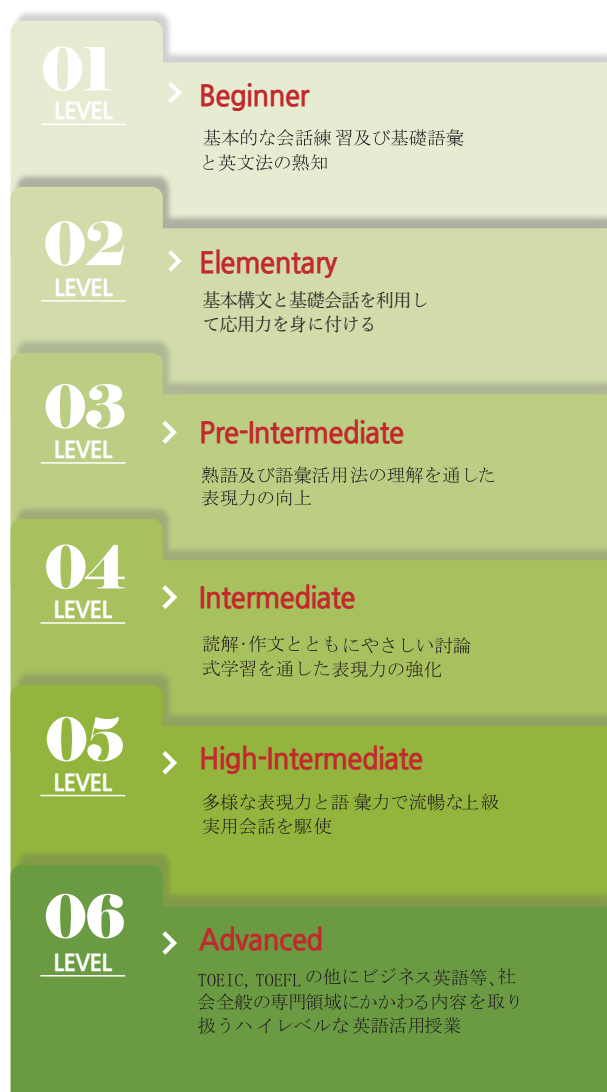 01
LEVEL
Beginner
基本的な会話練習及び基礎語彙
と英文法の熟知
02
LEVEL
Elementary
基本構文と基礎会話を利用し
て応用力を身に付ける
03
LEVEL
Pre-Intermediate
熟語及び語彙活用法の理解を通した
表現力の向上
04
LEVEL
Intermediate
読解·作文とともにやさしい討論
式学習を通した表現力の強化
05
LEVEL
High-Intermediate
多様な表現力と語彙力で流暢な上級
実用会話を駆使
06
LEVEL
Advanced
TOEIC, TOEFLの他にビジネス英語等、社
会全般の専門領域にかかわる内容を取り
扱うハイレベルな英語活用授業